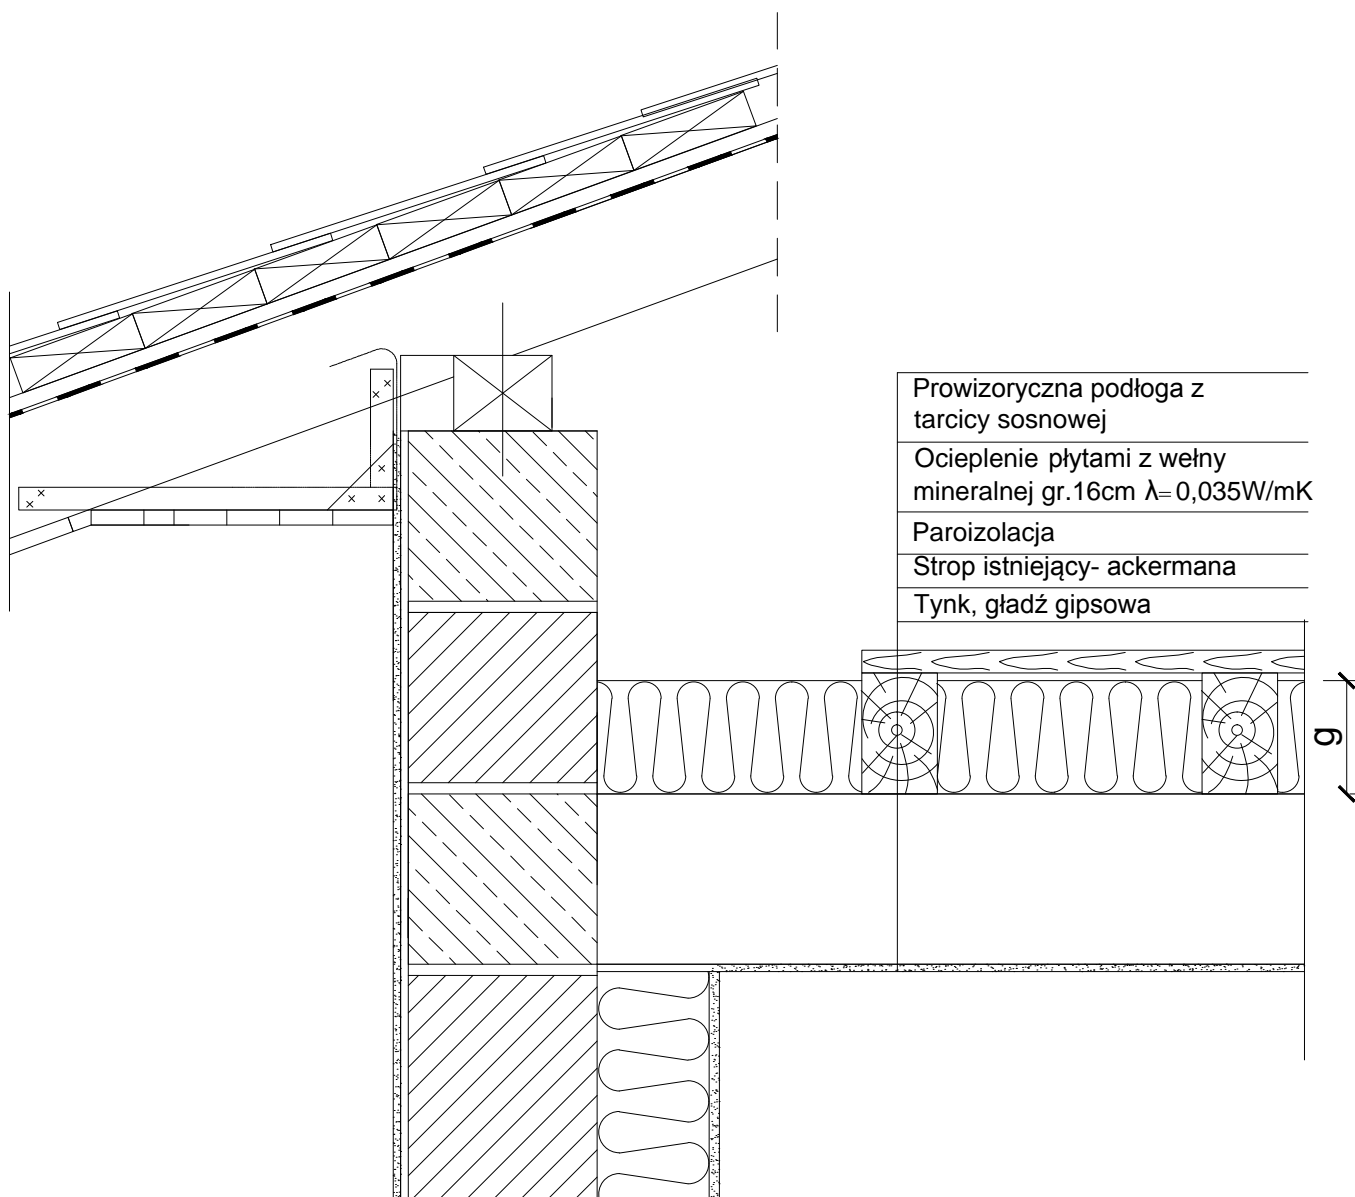 Prowizoryczna podłoga z
tarcicy sosnowej
Ocieplenie płytami z wełny
mineralnej gr.16cm λ= 0,035W/mK
Paroizolacja
Strop istniejący- ackermana
Tynk, gładź gipsowa
g